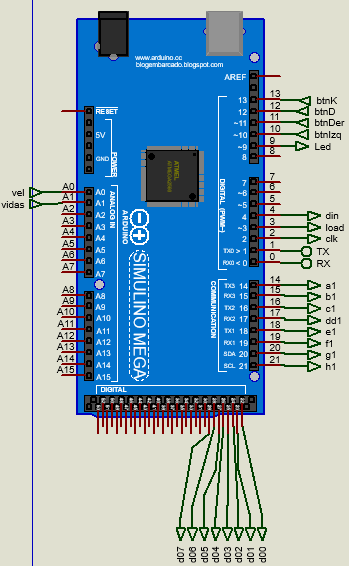 www.arduino.cc
blogembarcado.blogspot.com
AREF
RESET
5V
GND
POWER
13 13 btnK
12 12 btnD
~11 11 btnDer
~10 10 btnIzq
~9 9 Led
8 8
ATMEL
7 7
~6 6
~5 5
4 4 din
~3 3 load
2 2 clk
TXD > 1 1 TX
RXD < 0 0 RX
DIGITAL (PWM~)
vel A0 A0
vidas A1 A1
A2 A2
A3 A3
A4 A4
A5 A5
A6 A6
A7 A7
ANALOG IN
ARDUINO
SIMULINO MEGA
A8 A8
A9 A9
A10 A10
A11 A11
A12 A12
A13 A13
A14 A14
A15 A15
TX3 14 14 a1
RX3 15 15 b1
TX2 16 16 c1
RX2 17 17 dd1
TX1 18 18 e1
RX1 19 19 f1
SDA 20 20 g1
SCL 21 21 h1
COMMUNICATION
DIGITAL
d07
d06
d05
d04
d03
d02
d01
d00